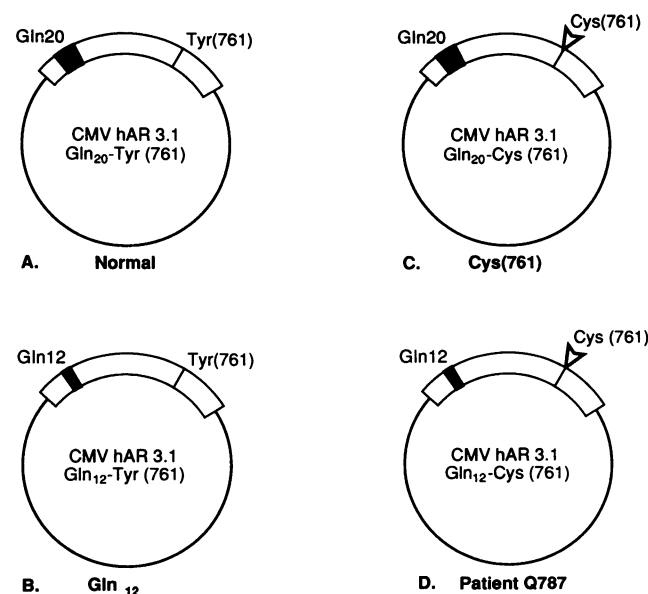 Gln20
Tyr(761)
CMV hAR 3.1
Gln₂₀-Tyr (761)
A. Normal
Cys(761)
Gln20
CMV hAR 3.1
Gln₂₀-Cys (761)
C. Cys(761)
Gln12
Tyr(761)
CMV hAR 3.1
Gln₁₂-Tyr (761)
B. Gln ₁₂
Cys (761)
Gln12
CMV hAR 3.1
Gln₁₂-Cys (761)
D. Patient Q787